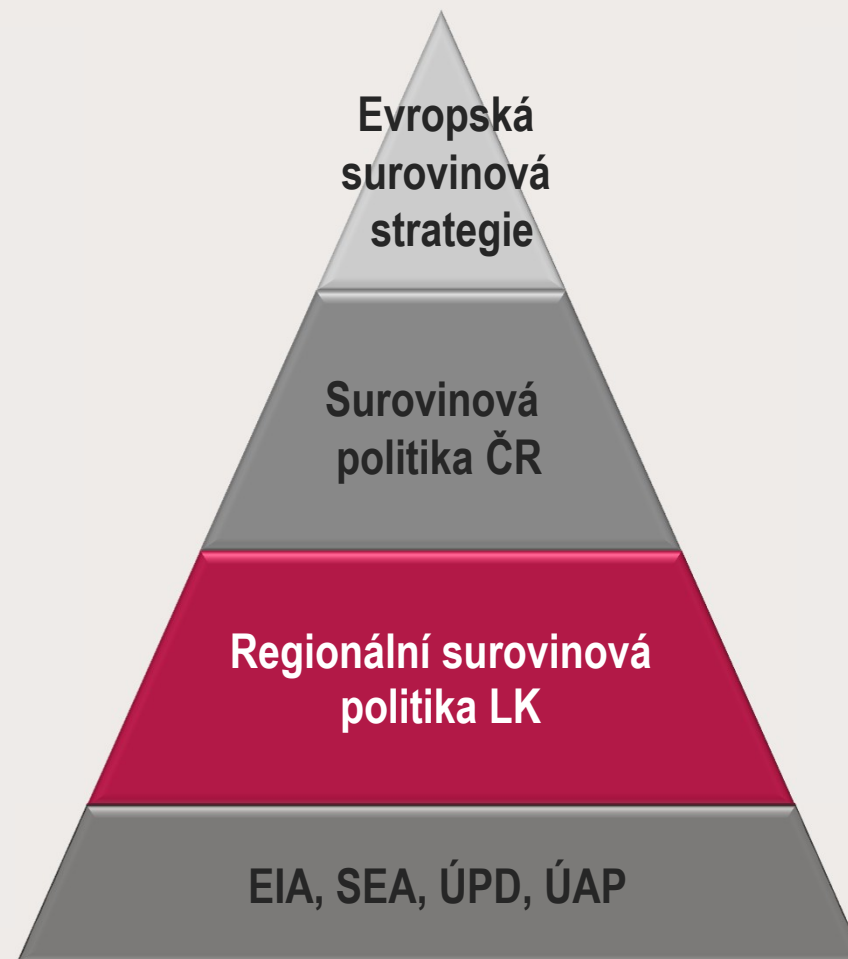 Evropská
surovinová
strategie
Surovinová
politika ČR
Regionální surovinová
politika LK
EIA, SEA, ÚPD, ÚAP